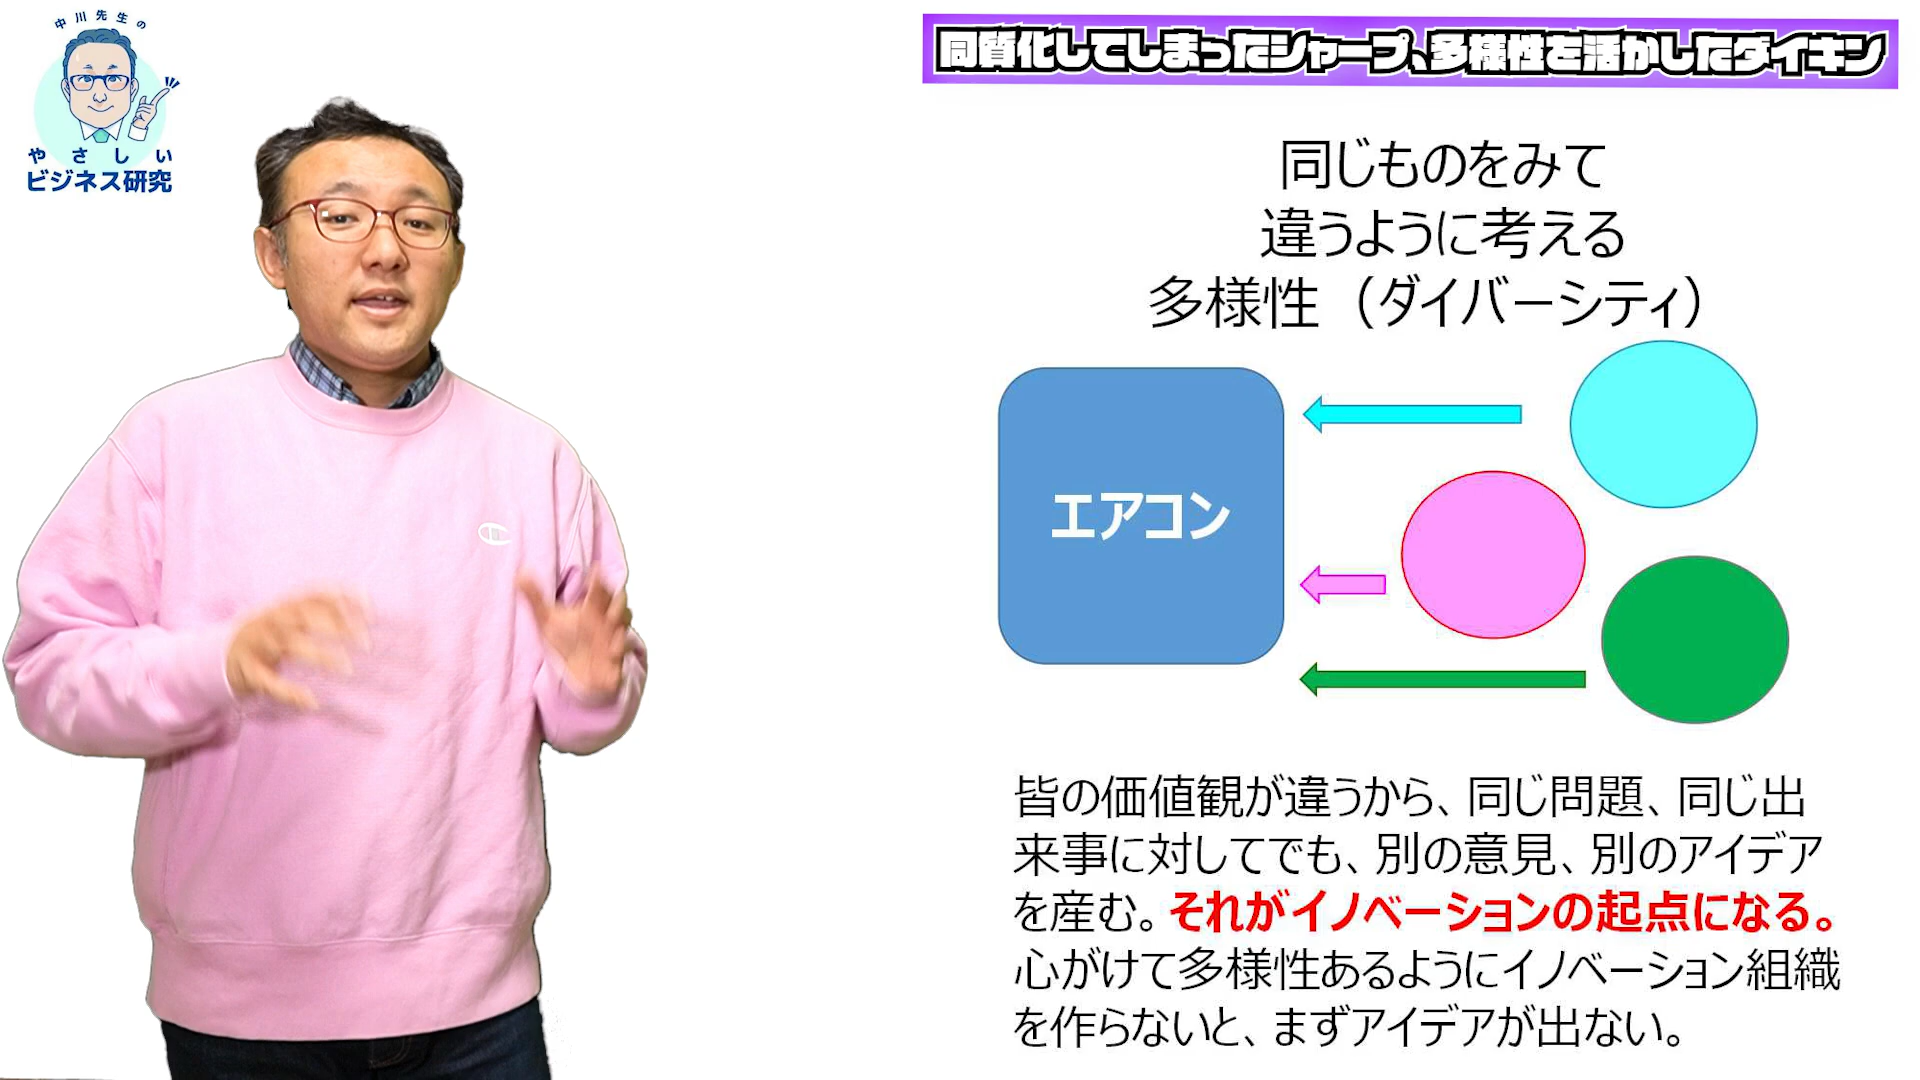 中川先生の
やさしい
ビジネス研究
同質化してしまったシャープ、多様性を活かしたダイキン
同じものをみて
違うように考える
多様性（ダイバーシティ）
エアコン
皆の価値観が違うから、同じ問題、同じ出
来事に対してでも、別の意見、別のアイデア
を産む。それがイノベーションの起点になる。
心がけて多様性あるようにイノベーション組織
を作らないと、まずアイデアが出ない。